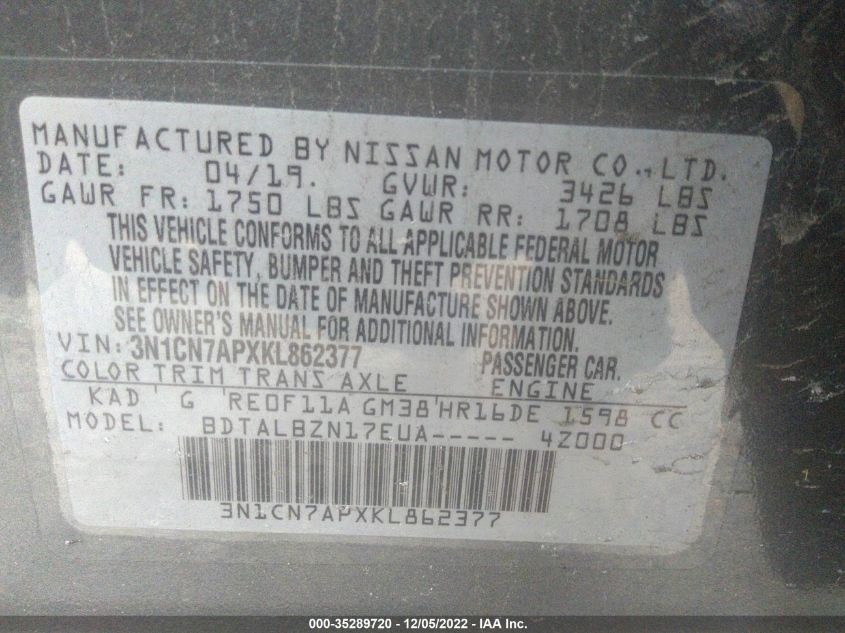 MANUFACTURED BY NISSAN MOTOR CO.,LTD.
DATE: 04/19. GVWR: 3426 LBS
GAWR FR: 1750 LBS GAWR RR: 1708 LBS
THIS VEHICLE CONFORMS TO ALL APPLICABLE FEDERAL MOTOR
VEHICLE SAFETY, BUMPER AND THEFT PREVENTION STANDARDS
IN EFFECT ON THE DATE OF MANUFACTURE SHOWN ABOVE.
SEE OWNER'S MANUAL FOR ADDITIONAL INFORMATION.
VIN: 3N1CN7APXKL862377 PASSENGER CAR.
COLOR TRIM TRANS AXLE ENGINE
KAD ' G 'RE0F11A GM38'HR16DE 1598 CC
MODEL: BDTALBZN17EUA----- 4Z000
3N1CN7APXKL862377
000-35289720 - 12/05/2022 - IAA Inc.